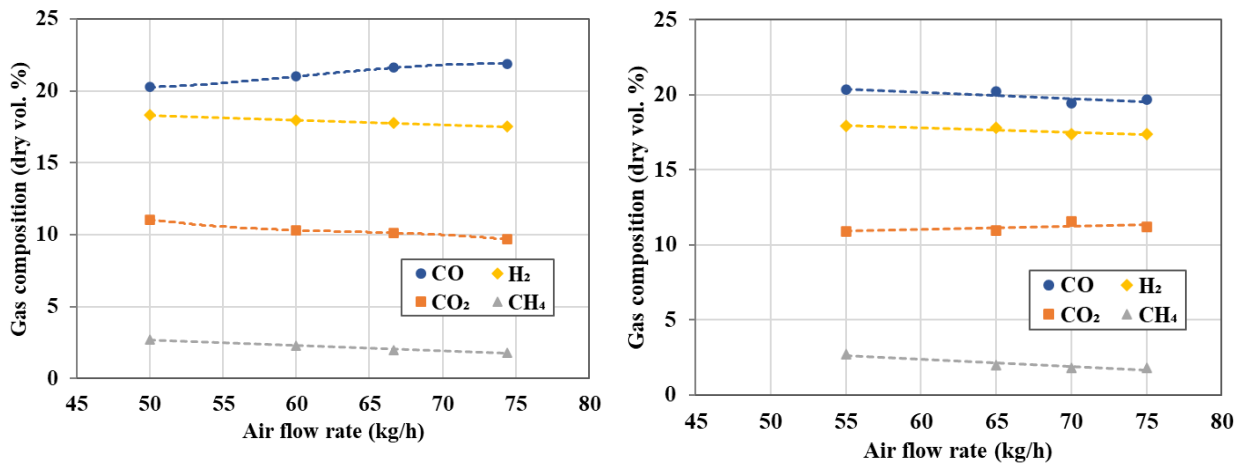 Gas composition (dry vol. %)
25
20
15
10
5
0
CO H₂
CO₂ CH₄
45 50 55 60 65 70 75 80
Air flow rate (kg/h)
Gas composition (dry vol. %)
25
20
15
10
5
0
CO H₂
CO₂ CH₄
45 50 55 60 65 70 75 80
Air flow rate (kg/h)